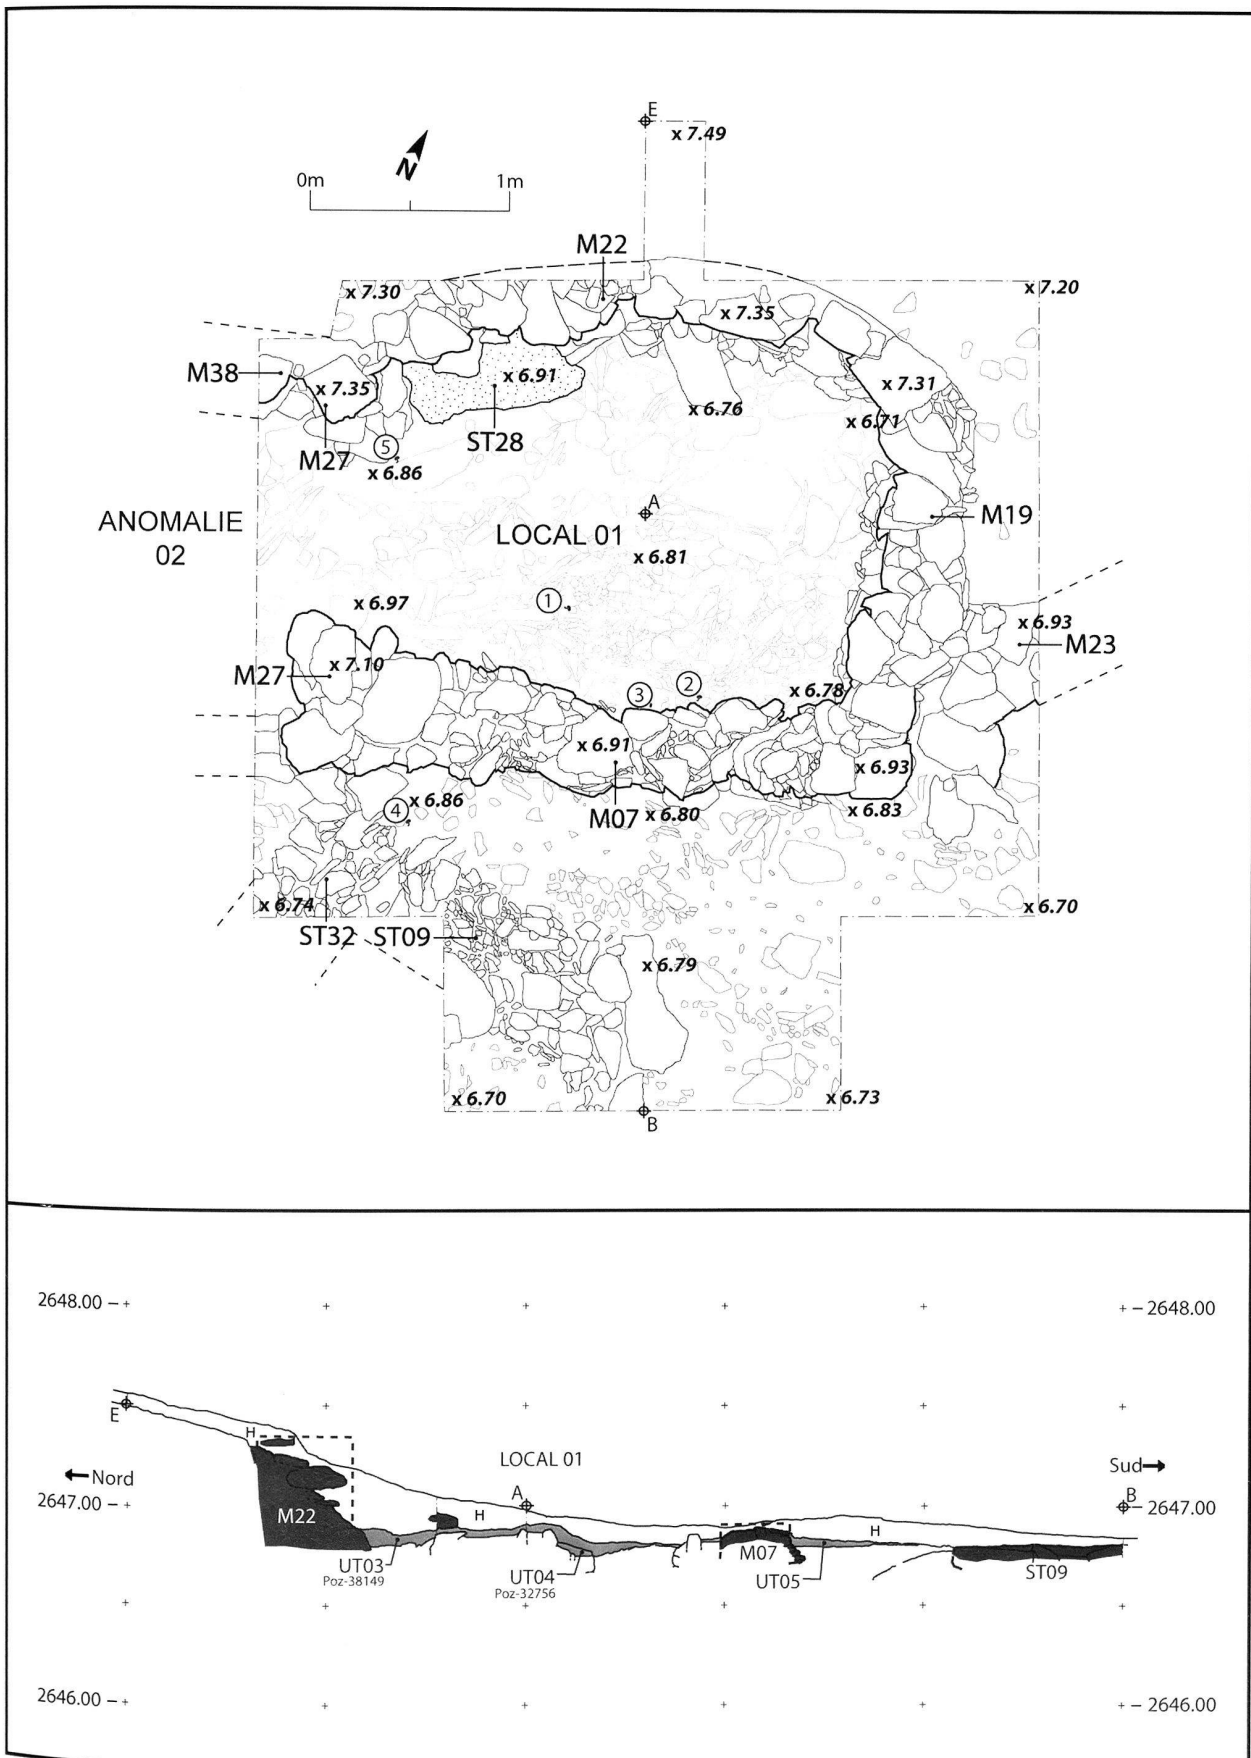 E
x 7.49
N
0m 1m
M22
x 7.30
x 7.20
x 7.35
M38
x 7.35
x 6.91
x 7.31
x 6.76
x 6.71
5
ST28
M27
x 6.86
A
M19
ANOMALIE
02
LOCAL 01
x 6.81
1
x 6.97
x 6.93
M23
x 7.10
M27
3
2
x 6.78
x 6.91
x 6.93
4
x 6.86
M07
x 6.80
x 6.83
x 6.74
x 6.70
ST32
ST09
x 6.79
x 6.70
x 6.73
B
2648.00
2648.00
E
H
LOCAL 01
Nord
Sud
2647.00
A
B
2647.00
M22
H
H
M07
UT03
Poz-38149
UT04
Poz-32756
UT05
ST09
2646.00
2646.00